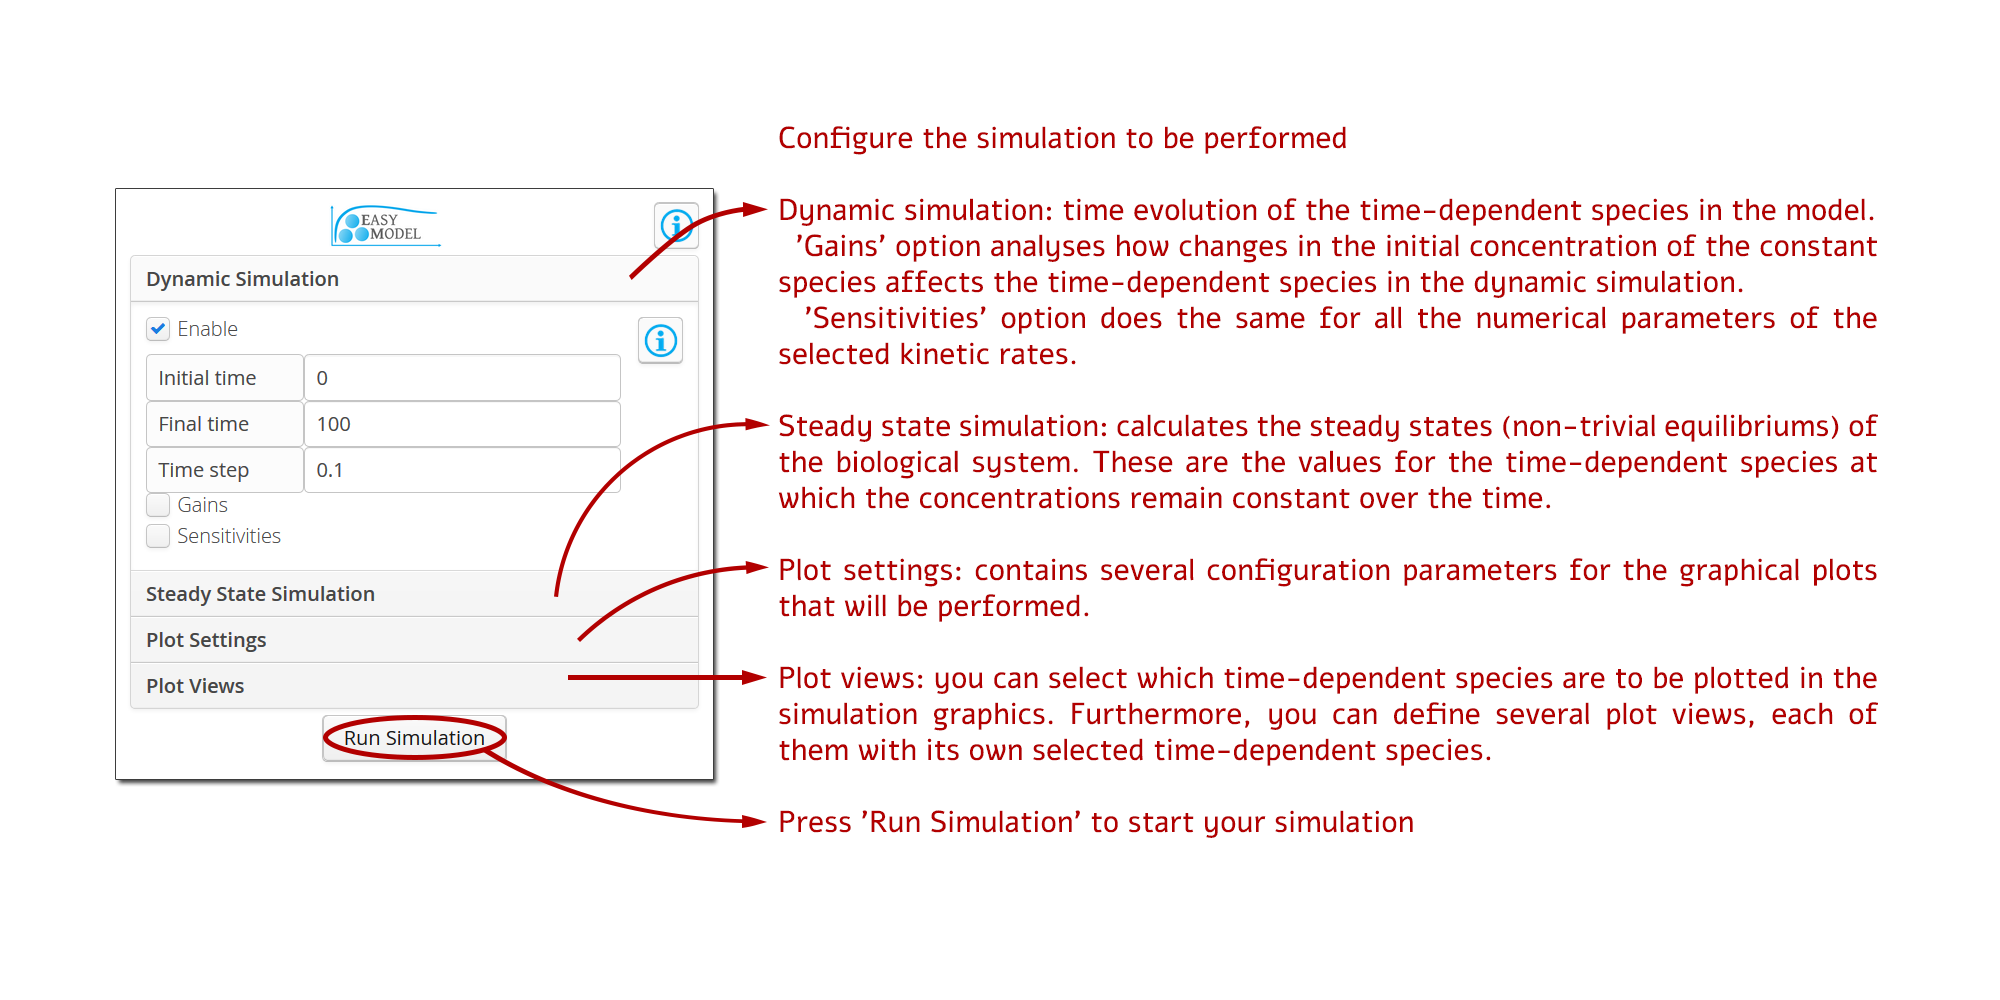 Configure the simulation to be performed
EASY
MODEL
Dynamic Simulation
Enable
Initial time 0
Final time 100
Time step 0.1
Gains
Sensitivities
Steady State Simulation
Plot Settings
Plot Views
Run Simulation
Dynamic simulation: time evolution of the time-dependent species in the model.
'Gains' option analyses how changes in the initial concentration of the constant
species affects the time-dependent species in the dynamic simulation.
'Sensitivities' option does the same for all the numerical parameters of the
selected kinetic rates.
Steady state simulation: calculates the steady states (non-trivial equilibriums) of
the biological system. These are the values for the time-dependent species at
which the concentrations remain constant over the time.
Plot settings: contains several configuration parameters for the graphical plots
that will be performed.
Plot views: you can select which time-dependent species are to be plotted in the
simulation graphics. Furthermore, you can define several plot views, each of
them with its own selected time-dependent species.
Press 'Run Simulation' to start your simulation